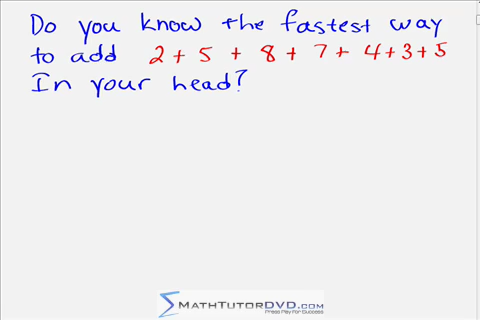 Do you know the fastest way
to add 2 + 5 + 8 + 7 + 4 + 3 + 5
In your head?
MATHTUTORDVD.COM
Press Play For Success